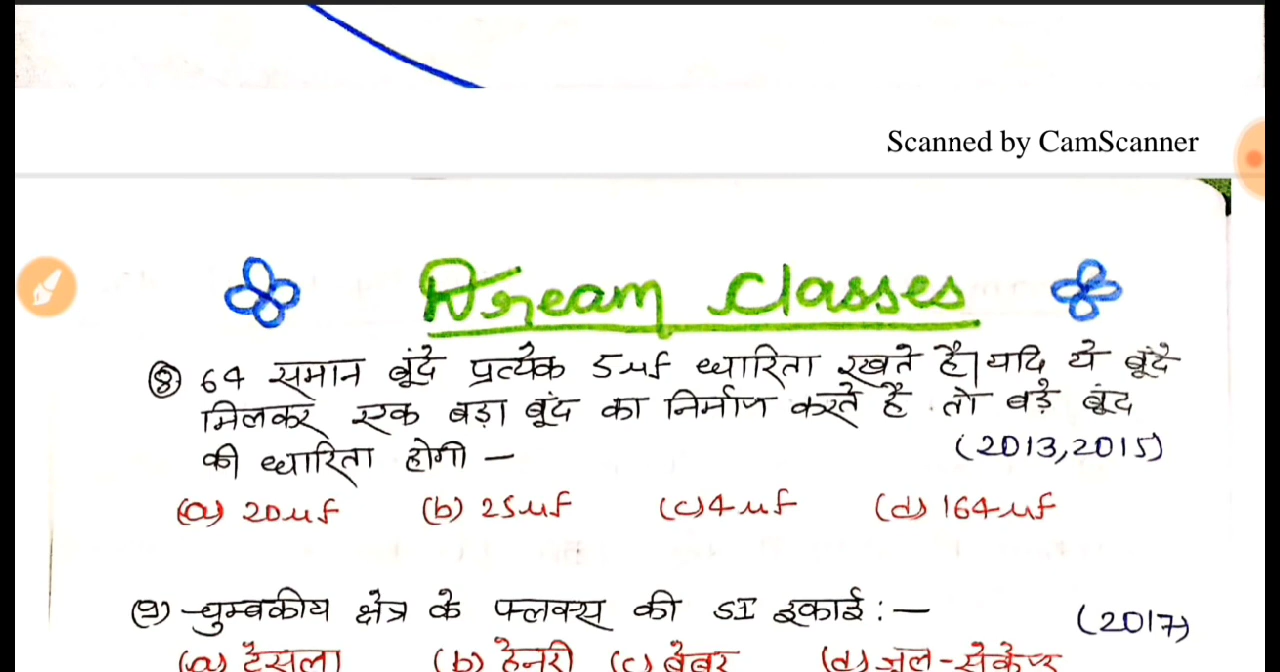 Scanned by CamScanner
Dream Classes
(8) 64 समान बूंदे प्रत्येक 5μf धारिता रखते है। यदि ये बूंदे
मिलकर एक बड़ा बूंद का निर्माण करते है तो बड़े बूंद
की धारिता होगी – (2013,2015)
(a) 20μf (b) 25μf (c) 4μf (d) 164μf
(9) चुम्बकीय क्षेत्र के फ्लक्स की SI इकाई :– (2017)
(a) टेसला (b) हेनरी (c) बेबर (d) जूल-सेकेण्ड